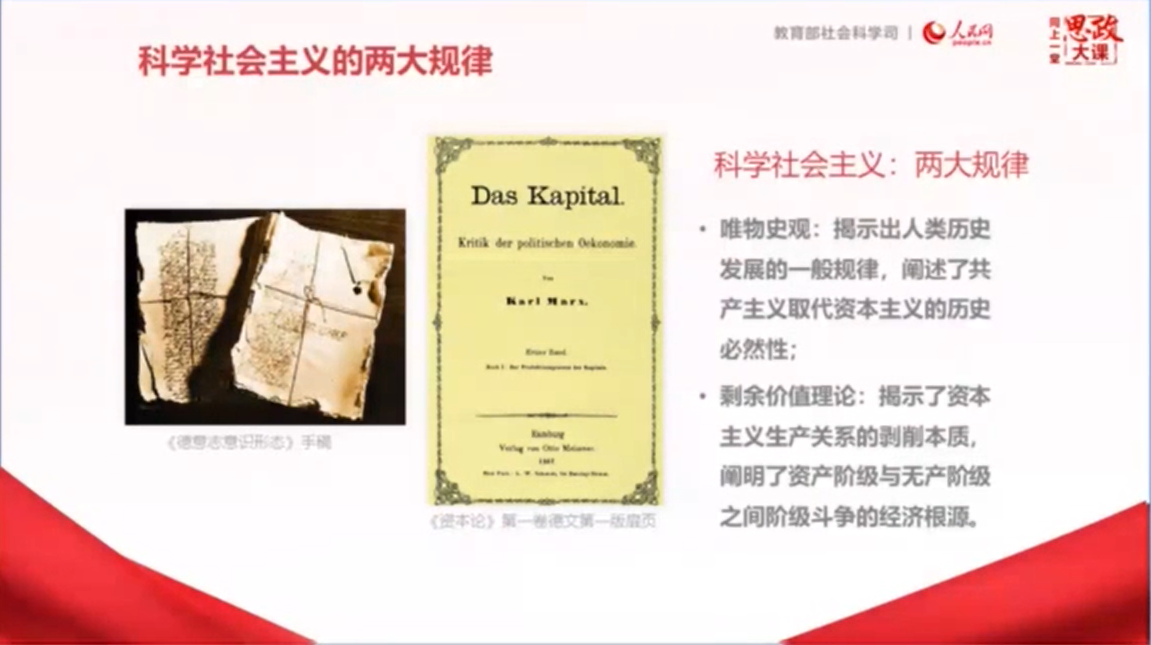 教育部社会科学司 | 人民网
people.cn
同上一堂
思政
大课
科学社会主义的两大规律
Das Kapital.
Kritik der politischen Oekonomie.
Von
Karl Marx.
Erster Band.
Buch I: Der Produktionsprocess des Kapitals.
Hamburg
Verlag von Otto Meissner.
1867.
《德意志意识形态》手稿
《资本论》第一卷德文第一版扉页
科学社会主义：两大规律
• 唯物史观：揭示出人类历史
发展的一般规律，阐述了共
产主义取代资本主义的历史
必然性；
• 剩余价值理论：揭示了资本
主义生产关系的剥削本质，
阐明了资产阶级与无产阶级
之间阶级斗争的经济根源。